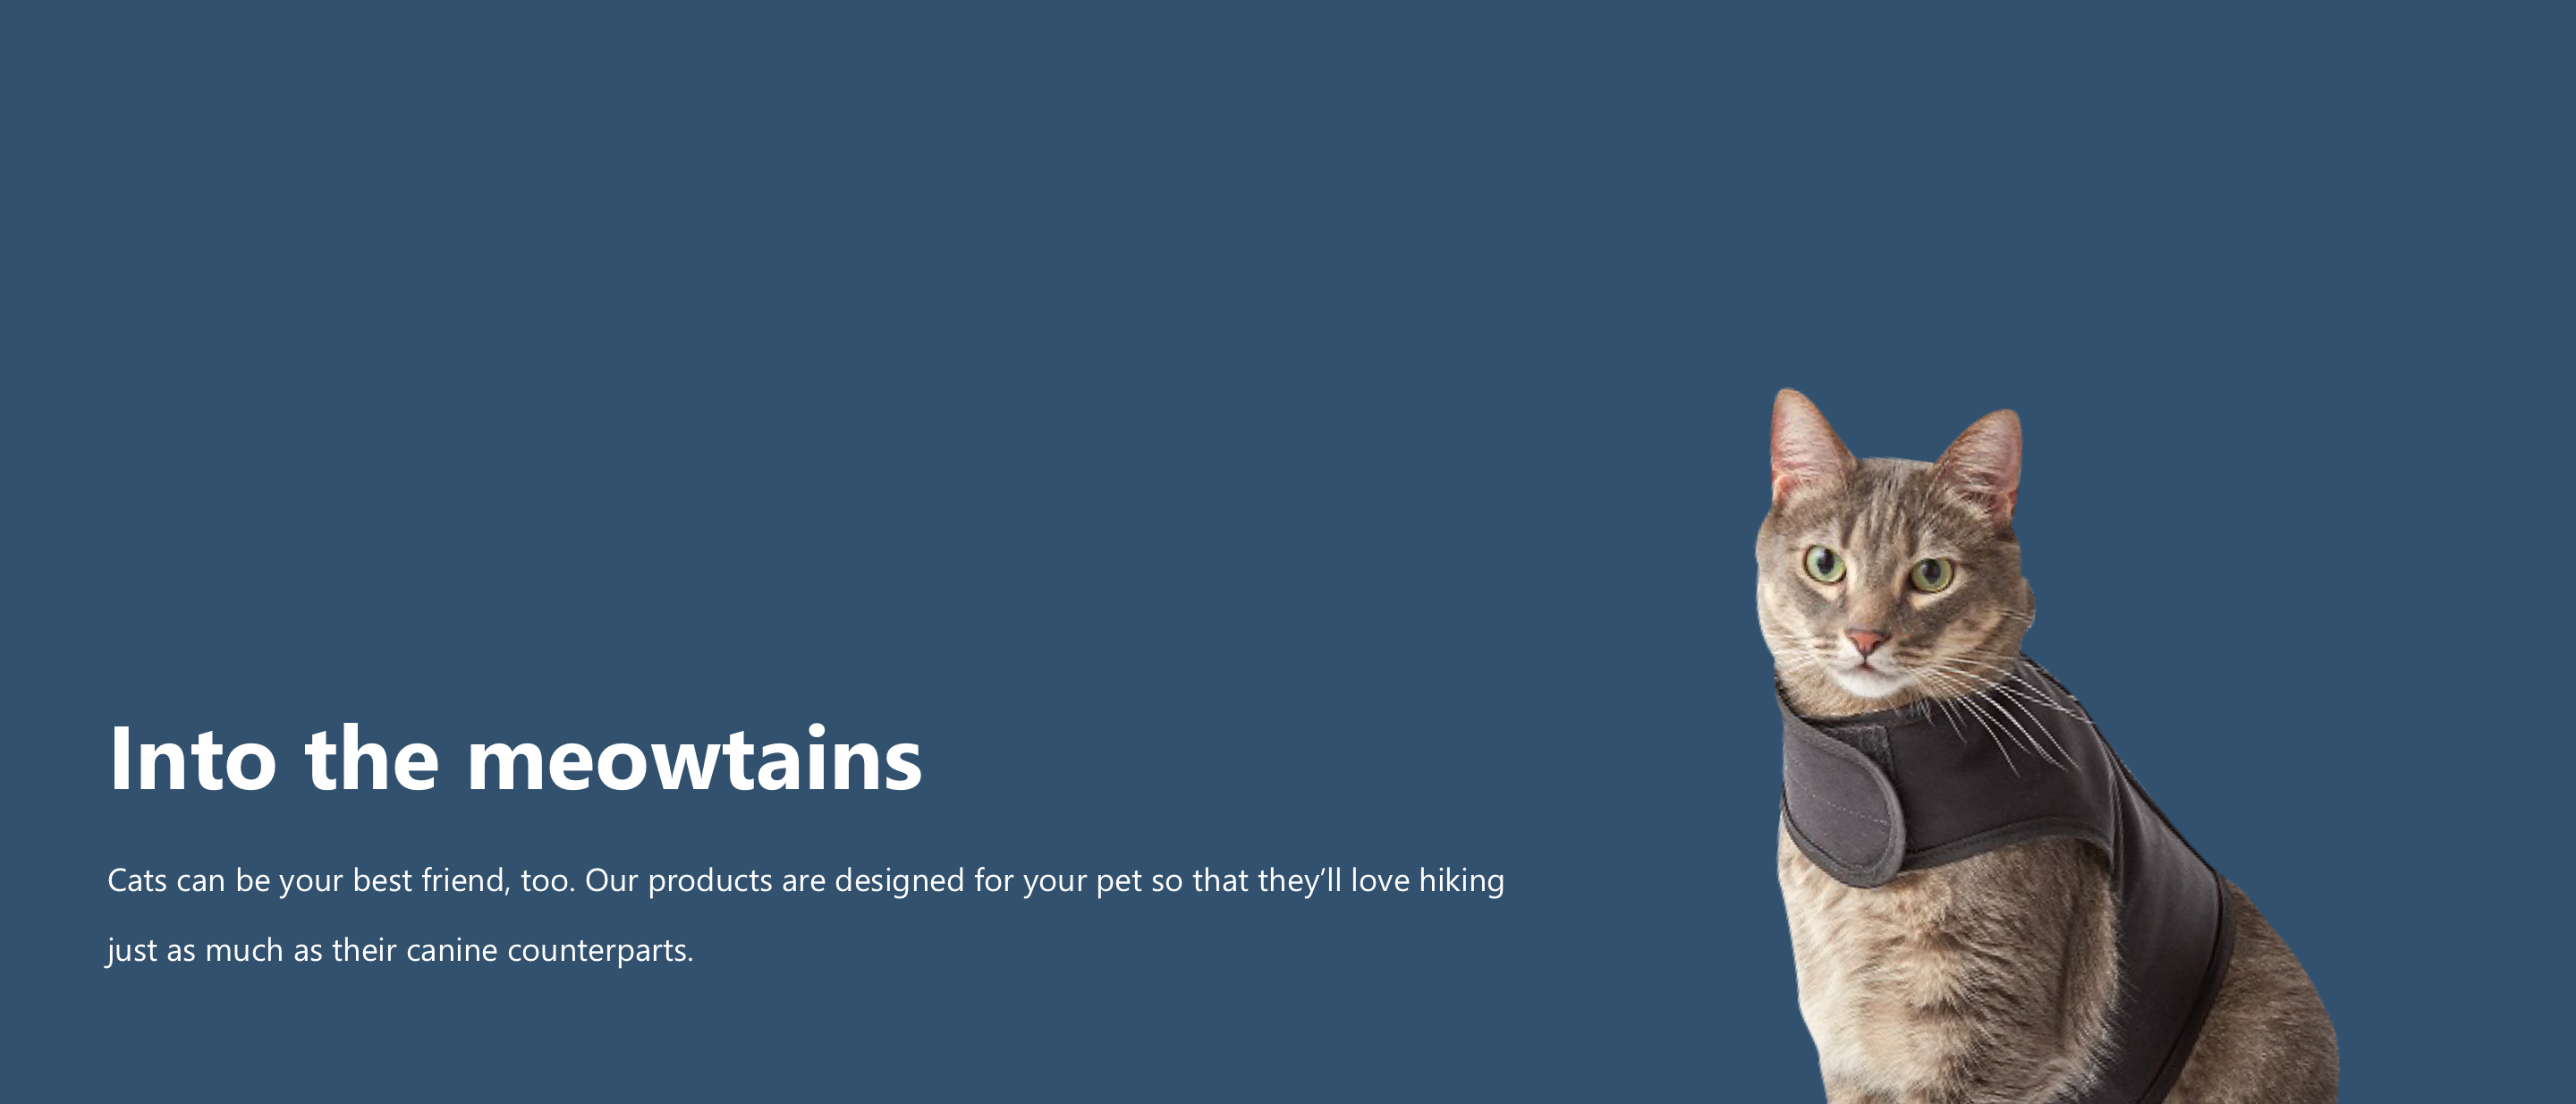 Into the meowtains
Cats can be your best friend, too. Our products are designed for your pet so that they’ll love hiking
just as much as their canine counterparts.